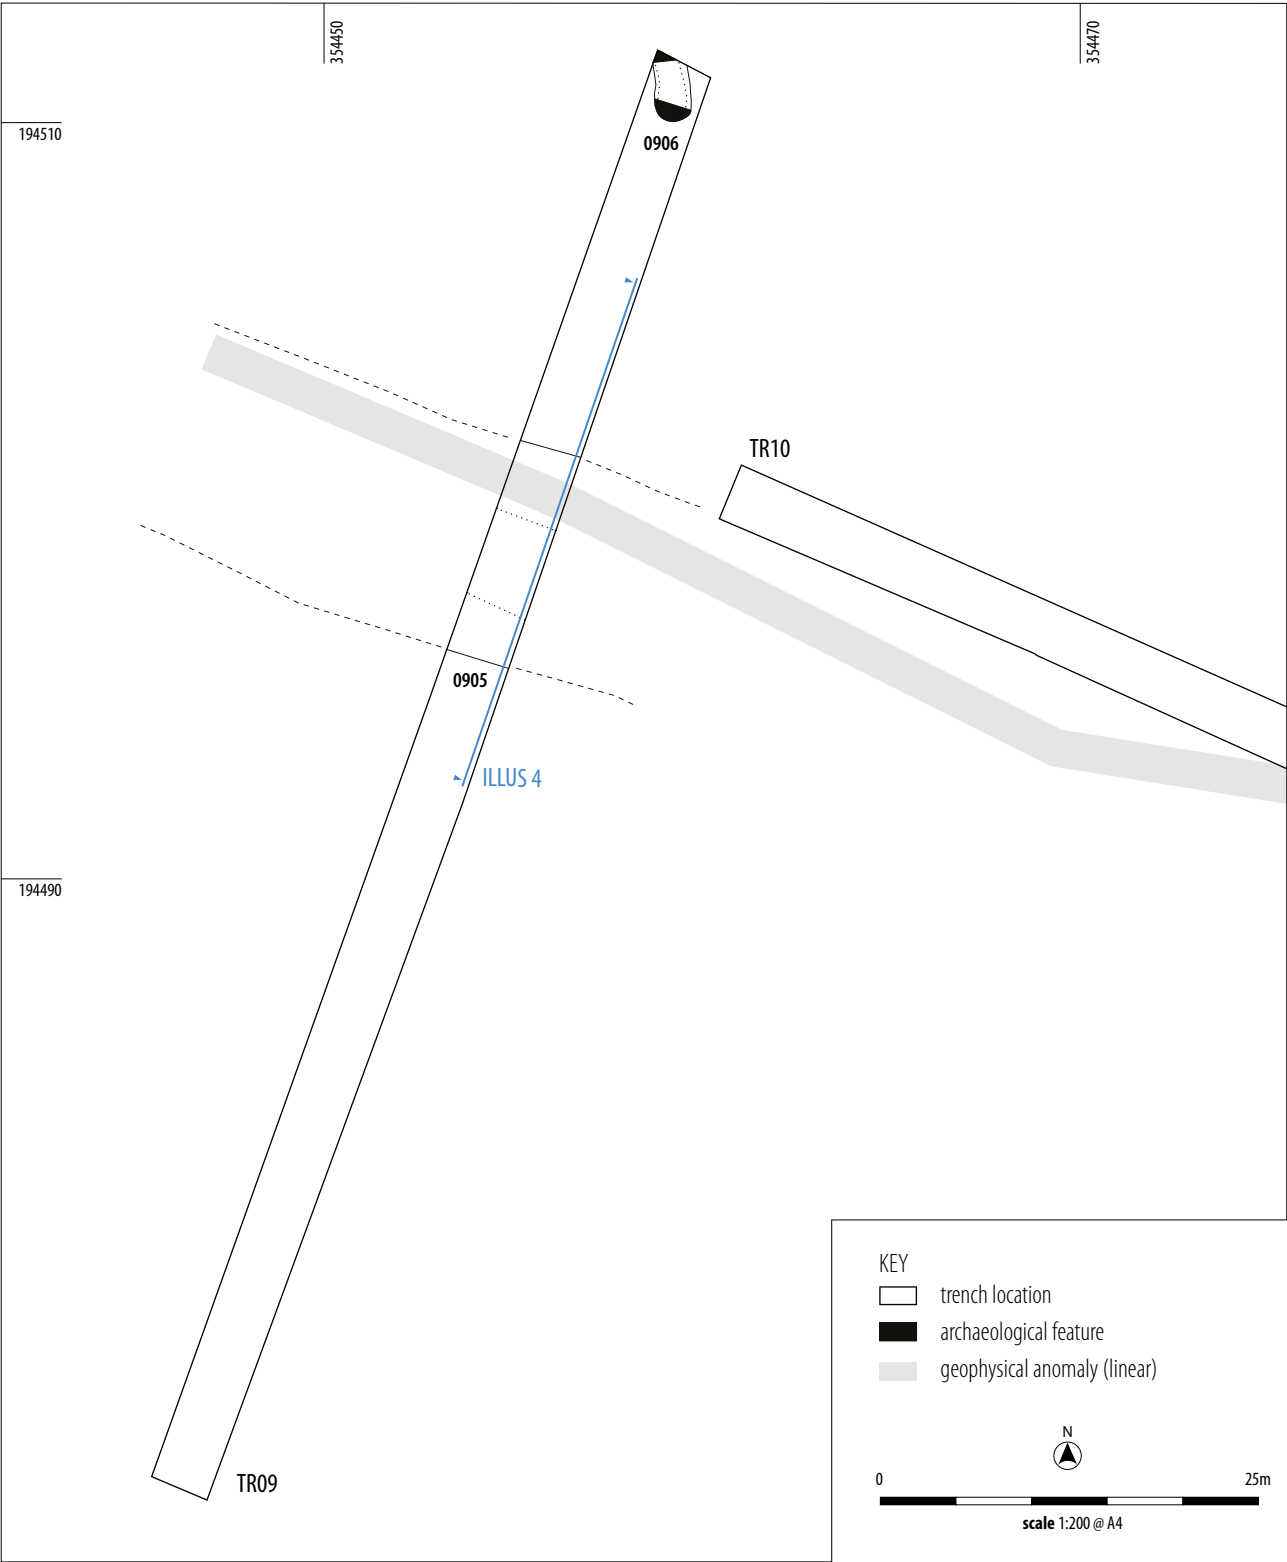 354450
354470
194510
0906
TR10
0905
ILLUS 4
194490
TR09
KEY
trench location
archaeological feature
geophysical anomaly (linear)
N
0 25m
scale 1:200 @ A4